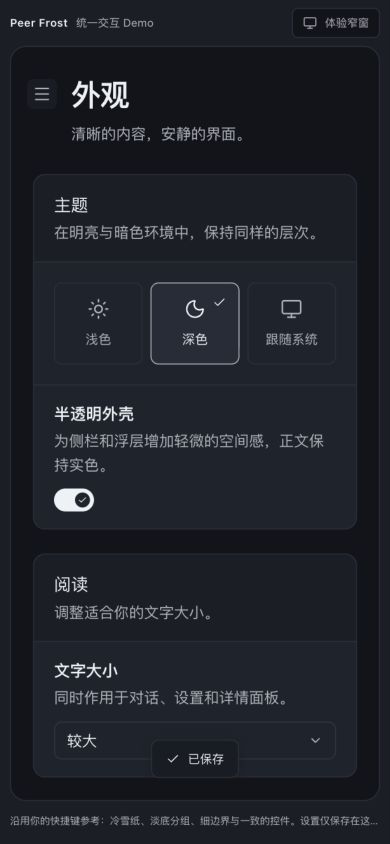 Peer Frost 统一交互 Demo
体验窄窗
外观
清晰的内容，安静的界面。
主题
在明亮与暗色环境中，保持同样的层次。
浅色
深色
跟随系统
半透明外壳
为侧栏和浮层增加轻微的空间感，正文保
持实色。
阅读
调整适合你的文字大小。
文字大小
同时作用于对话、设置和详情面板。
较大
已保存
沿用你的快捷键参考：冷雪纸、淡底分组、细边界与一致的控件。设置仅保存在这...